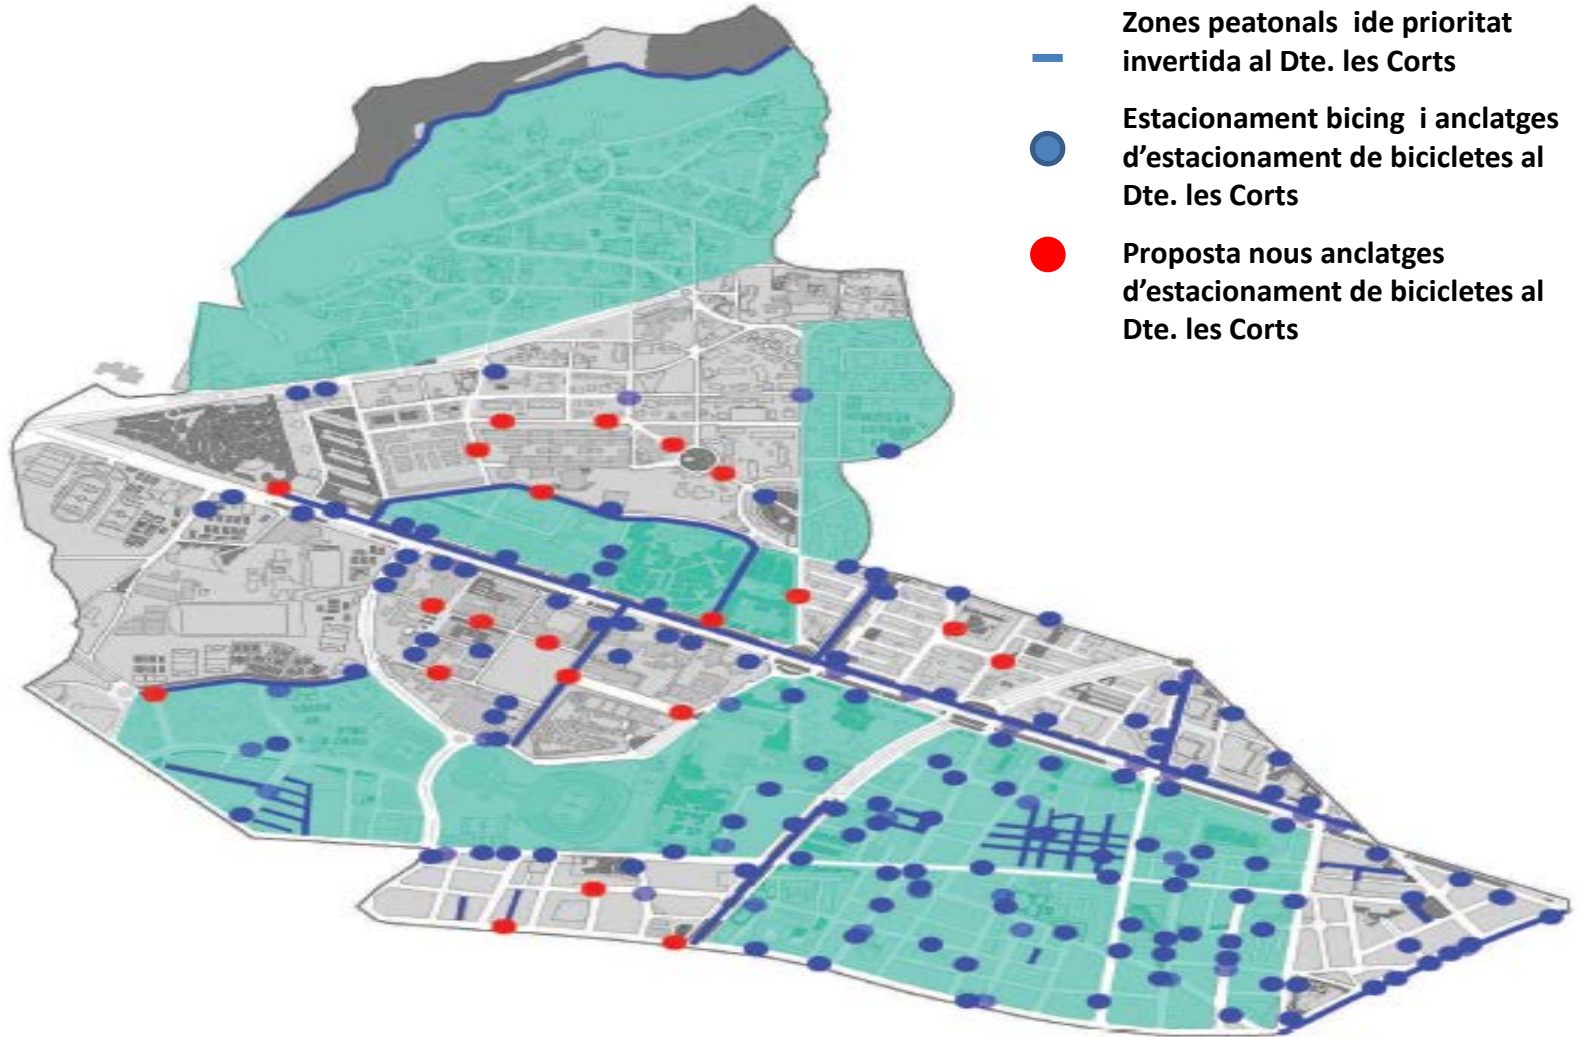 Zones peatonals  ide prioritat
invertida al Dte. les Corts
Estacionament bicing  i anclatges
d’estacionament de bicicletes al
Dte. les Corts
Proposta nous anclatges
d’estacionament de bicicletes al
Dte. les Corts